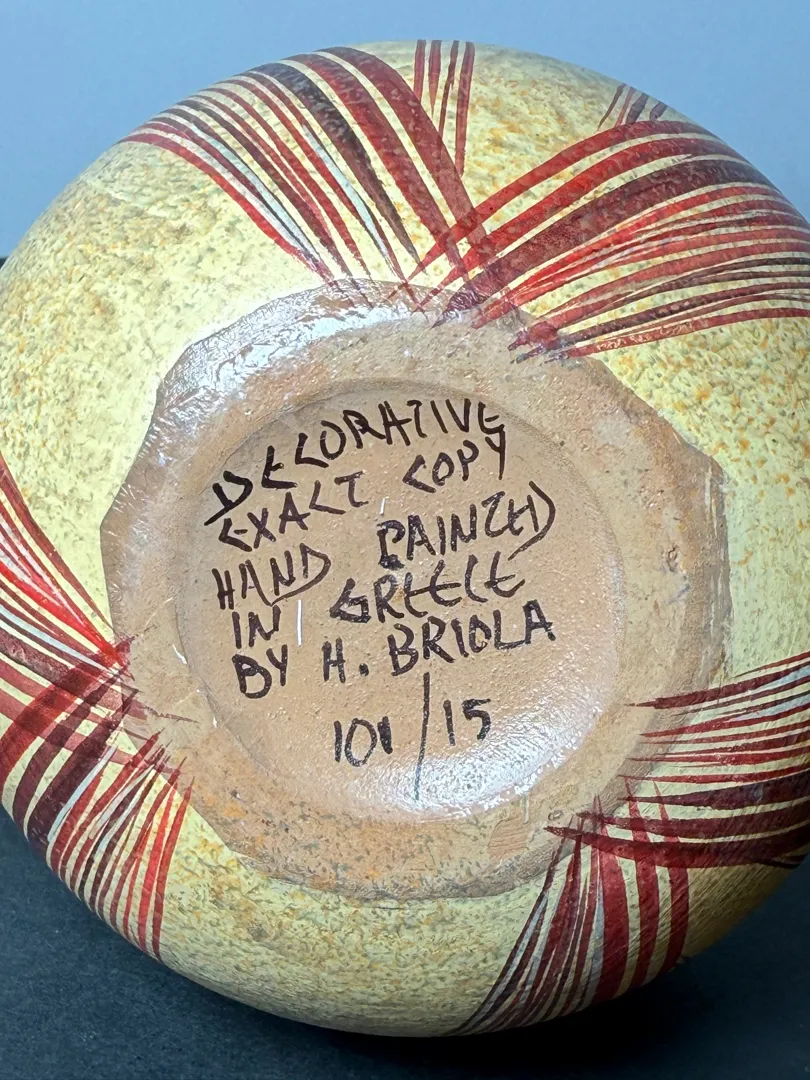 DECORATIVE
EXACT COPY
HAND PAINTED
IN GREECE
BY H. BRIOLA
101/15